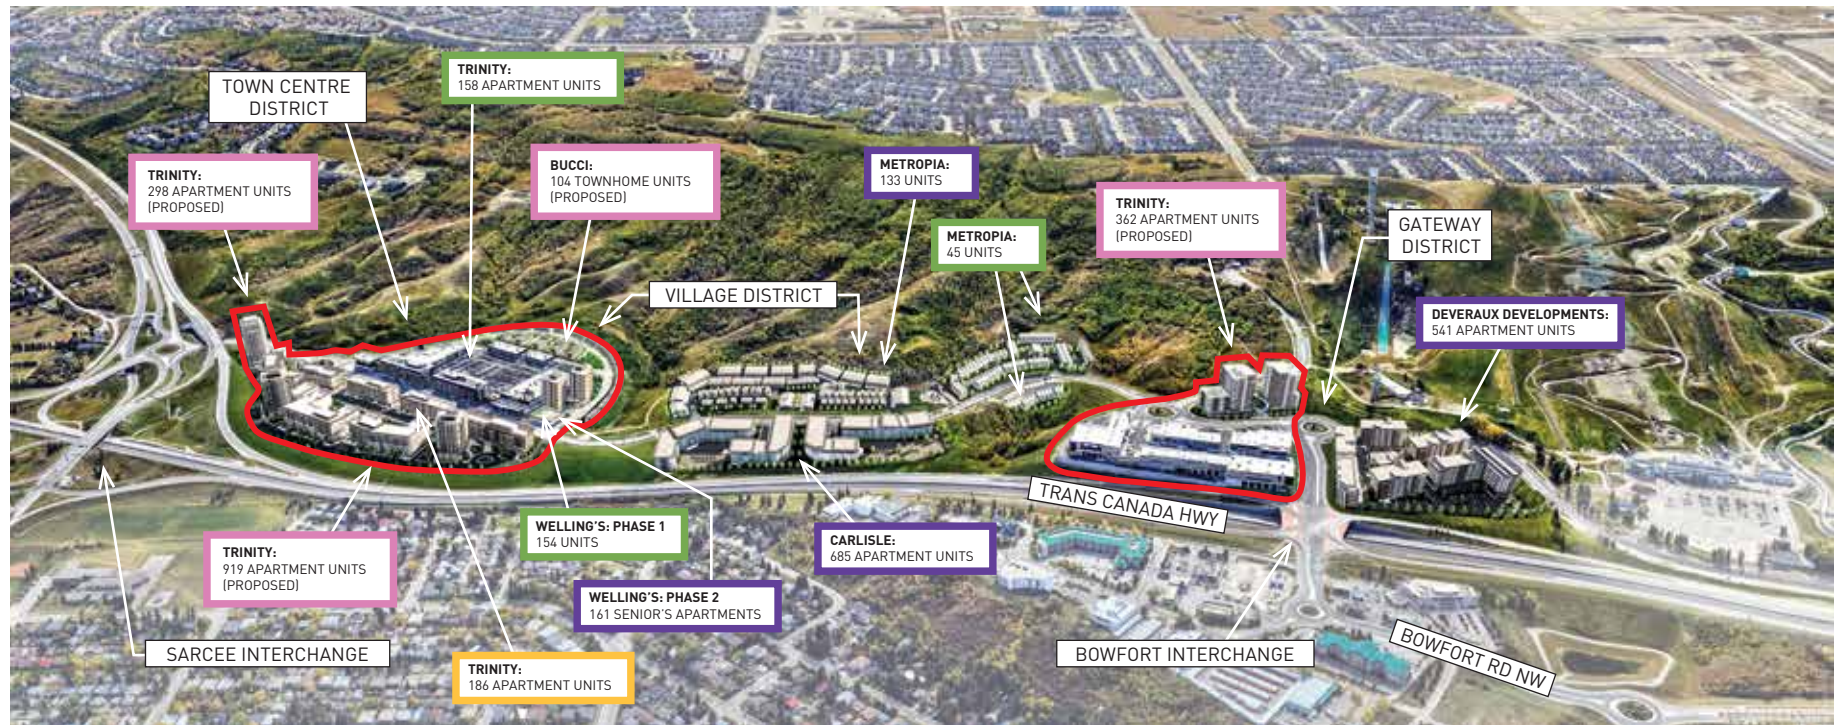 TRINITY:
158 APARTMENT UNITS
TOWN CENTRE
DISTRICT
TRINITY:
298 APARTMENT UNITS
(PROPOSED)
BUCCI:
104 TOWNHOME UNITS
(PROPOSED)
METROPIA:
133 UNITS
METROPIA:
45 UNITS
TRINITY:
362 APARTMENT UNITS
(PROPOSED)
GATEWAY
DISTRICT
VILLAGE DISTRICT
DEVERAUX DEVELOPMENTS:
541 APARTMENT UNITS
TRANS CANADA HWY
WELLING'S: PHASE 1
154 UNITS
CARLISLE:
685 APARTMENT UNITS
TRINITY:
919 APARTMENT UNITS
(PROPOSED)
WELLING'S: PHASE 2
161 SENIOR'S APARTMENTS
SARCEE INTERCHANGE
TRINITY:
186 APARTMENT UNITS
BOWFORT INTERCHANGE
BOWFORT RD NW